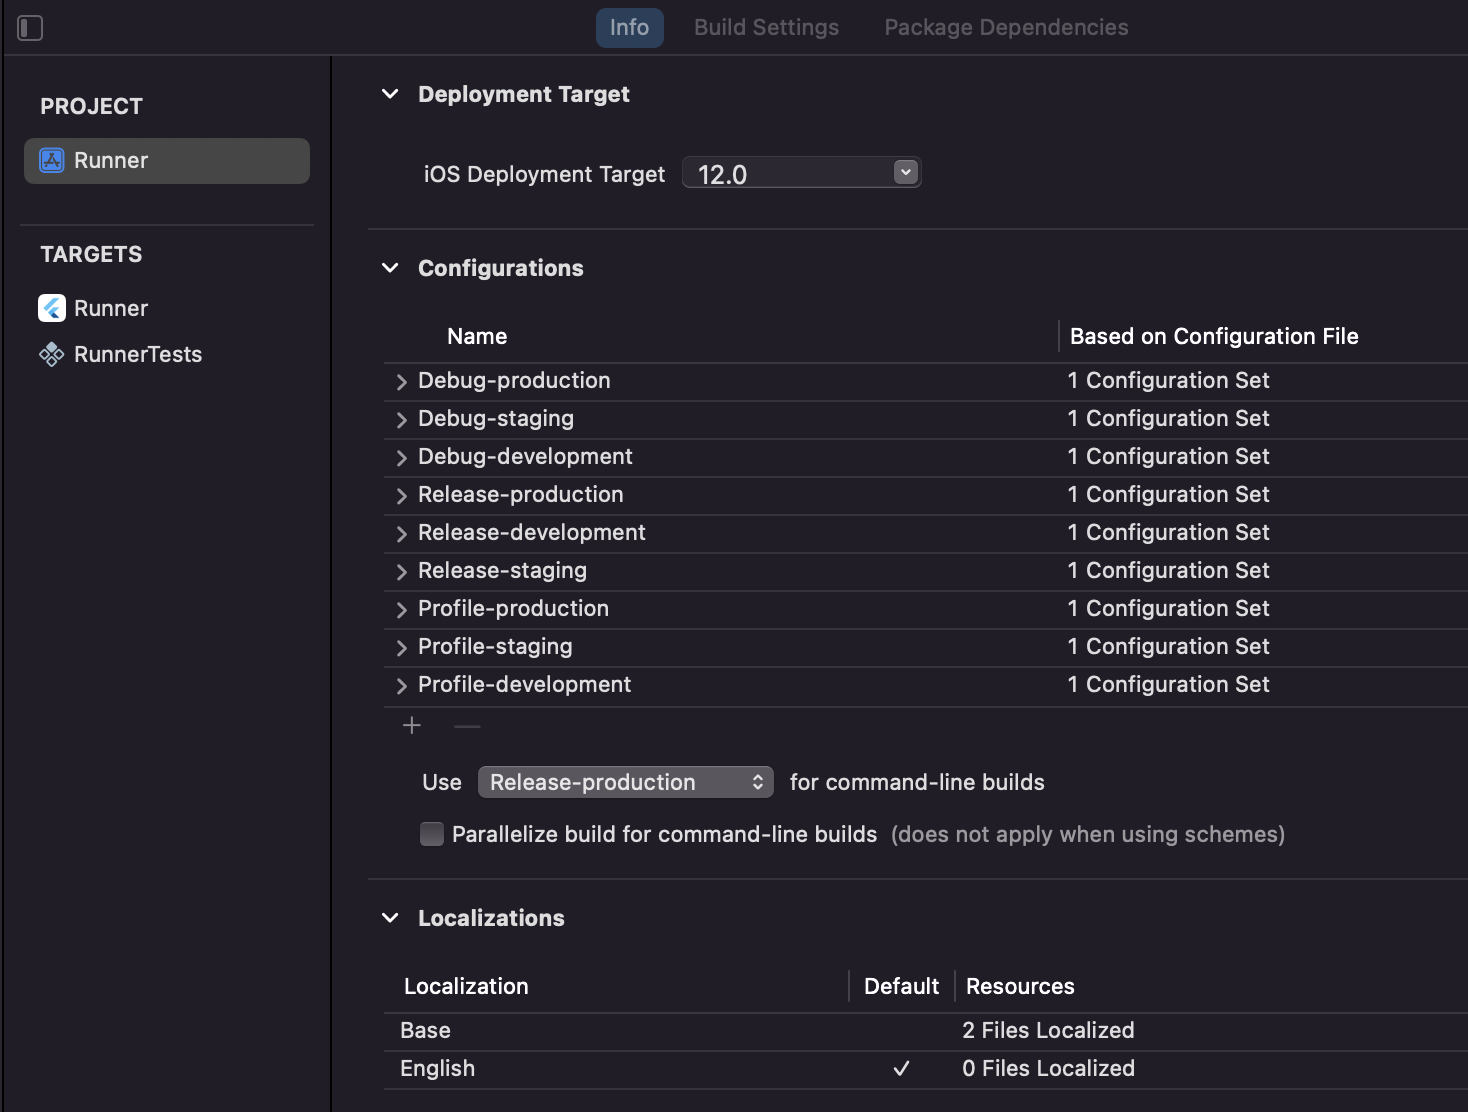 Info Build Settings Package Dependencies
PROJECT
Runner
TARGETS
Runner
RunnerTests
Deployment Target
iOS Deployment Target 12.0
Configurations
Name Based on Configuration File
Debug-production 1 Configuration Set
Debug-staging 1 Configuration Set
Debug-development 1 Configuration Set
Release-production 1 Configuration Set
Release-development 1 Configuration Set
Release-staging 1 Configuration Set
Profile-production 1 Configuration Set
Profile-staging 1 Configuration Set
Profile-development 1 Configuration Set
Use Release-production for command-line builds
Parallelize build for command-line builds (does not apply when using schemes)
Localizations
Localization Default Resources
Base 2 Files Localized
English ✓ 0 Files Localized